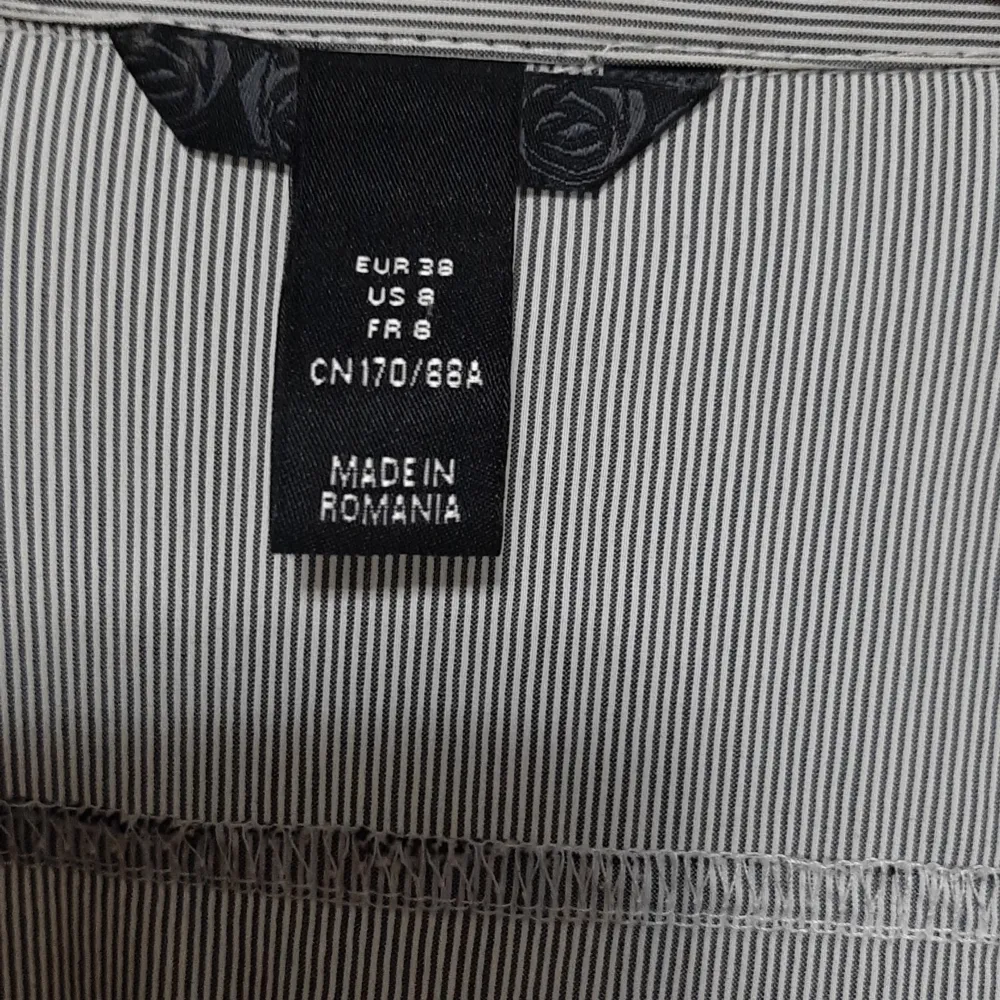 EUR 38
US 8
FR 8
CN 170/88A
MADE IN
ROMANIA